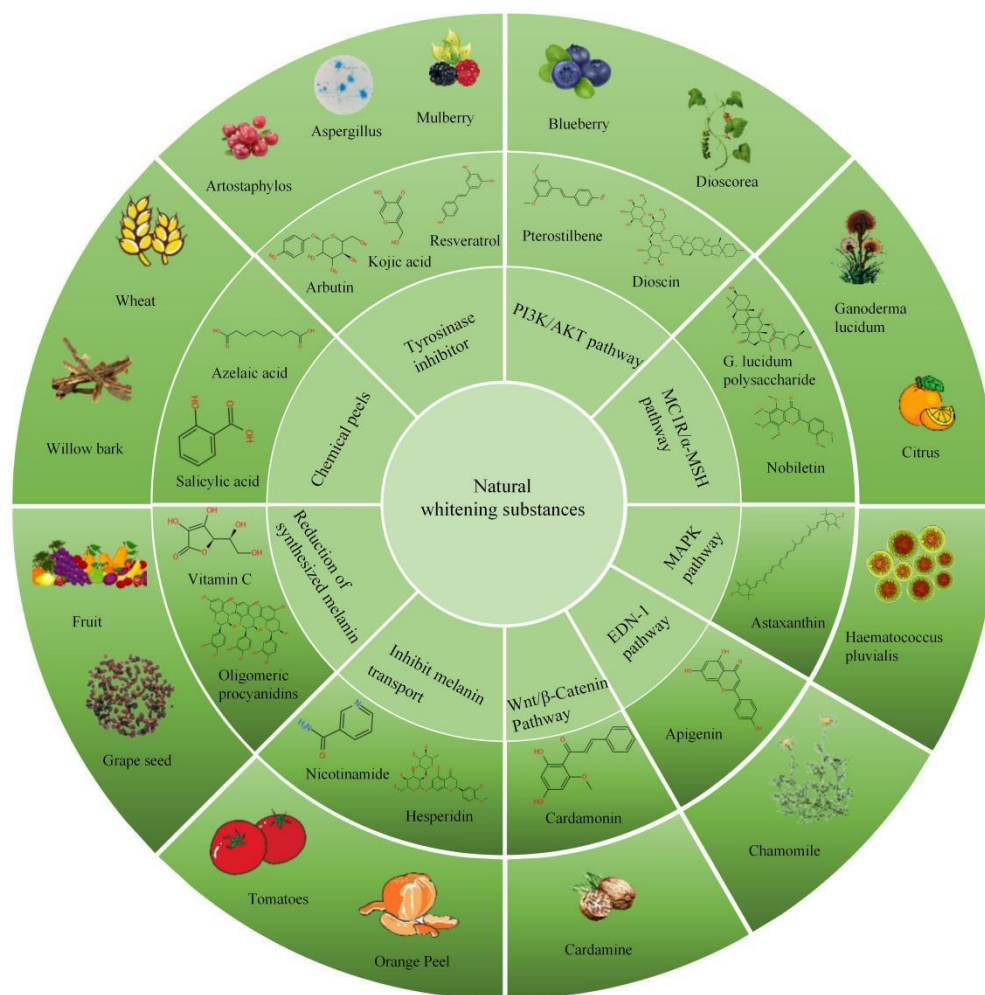 Natural
whitening substances
Tyrosinase
inhibitor
PI3K/AKT pathway
MC1R/α-MSH
pathway
MAPK
pathway
EDN-1
pathway
Wnt/β-Catenin
Pathway
Inhibit melanin
transport
Reduction of
synthesized melanin
Chemical peels
Arbutin
Kojic acid
Resveratrol
Pterostilbene
Dioscin
G. lucidum
polysaccharide
Nobiletin
Astaxanthin
Apigenin
Cardamonin
Hesperidin
Nicotinamide
Oligomeric
procyanidins
Vitamin C
Salicylic acid
Azelaic acid
Artostaphylos
Aspergillus
Mulberry
Blueberry
Dioscorea
Ganoderma
lucidum
Citrus
Haematococcus
pluvialis
Chamomile
Cardamine
Orange Peel
Tomatoes
Grape seed
Fruit
Willow bark
Wheat